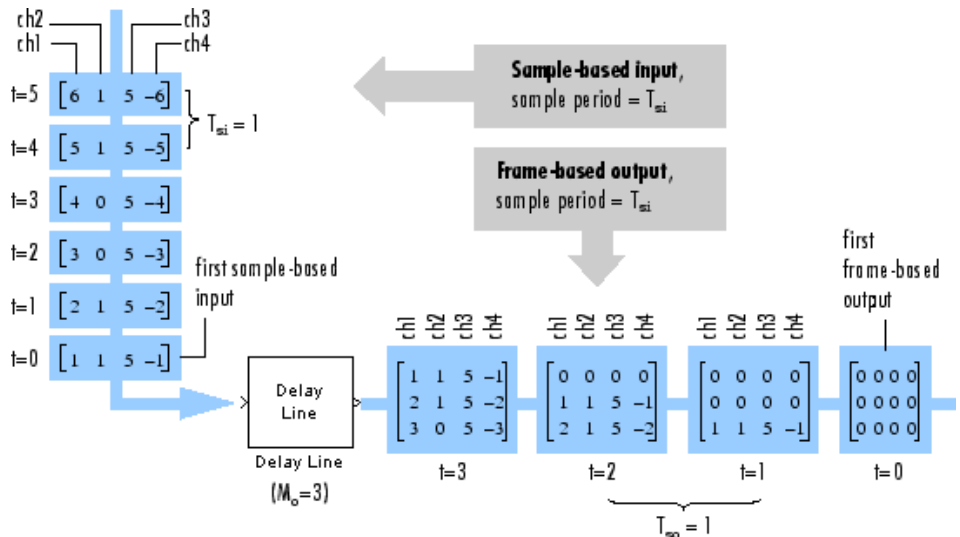 ch2
ch3
ch1
ch4
t=5 [6 1 5 −6]
T_si = 1
t=4 [5 1 5 −5]
t=3 [4 0 5 −4]
t=2 [3 0 5 −3]
t=1 [2 1 5 −2]
t=0 [1 1 5 −1]
first sample-based
input
Sample-based input,
sample period = T_si
Frame-based output,
sample period = T_si
first
frame-based
output
Delay
Line
Delay Line
(M_o=3)
ch1 ch2 ch3 ch4
1 1 5 −1
2 1 5 −2
3 0 5 −3
t=3
ch1 ch2 ch3 ch4
0 0 0 0
1 1 5 −1
2 1 5 −2
t=2
ch1 ch2 ch3 ch4
0 0 0 0
0 0 0 0
1 1 5 −1
t=1
0 0 0 0
0 0 0 0
0 0 0 0
t=0
T_so = 1